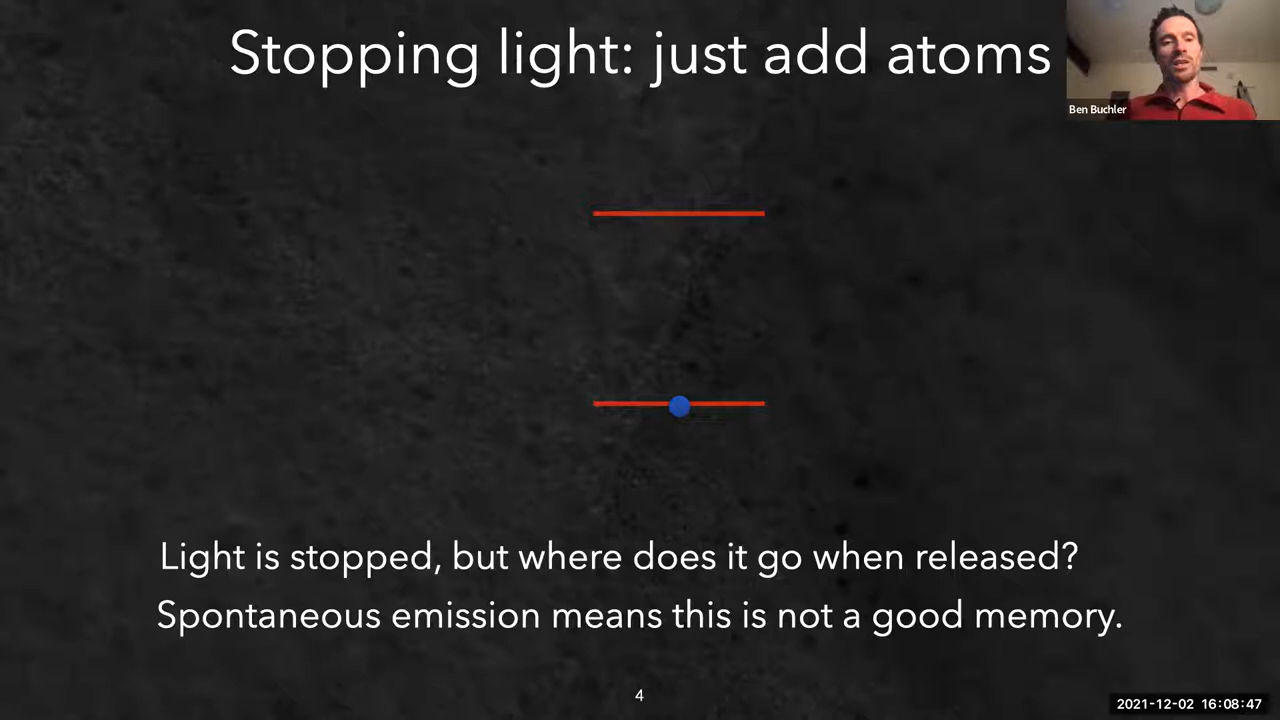 Stopping light: just add atoms
Ben Buchler
Light is stopped, but where does it go when released?
Spontaneous emission means this is not a good memory.
4
2021-12-02 16:08:47